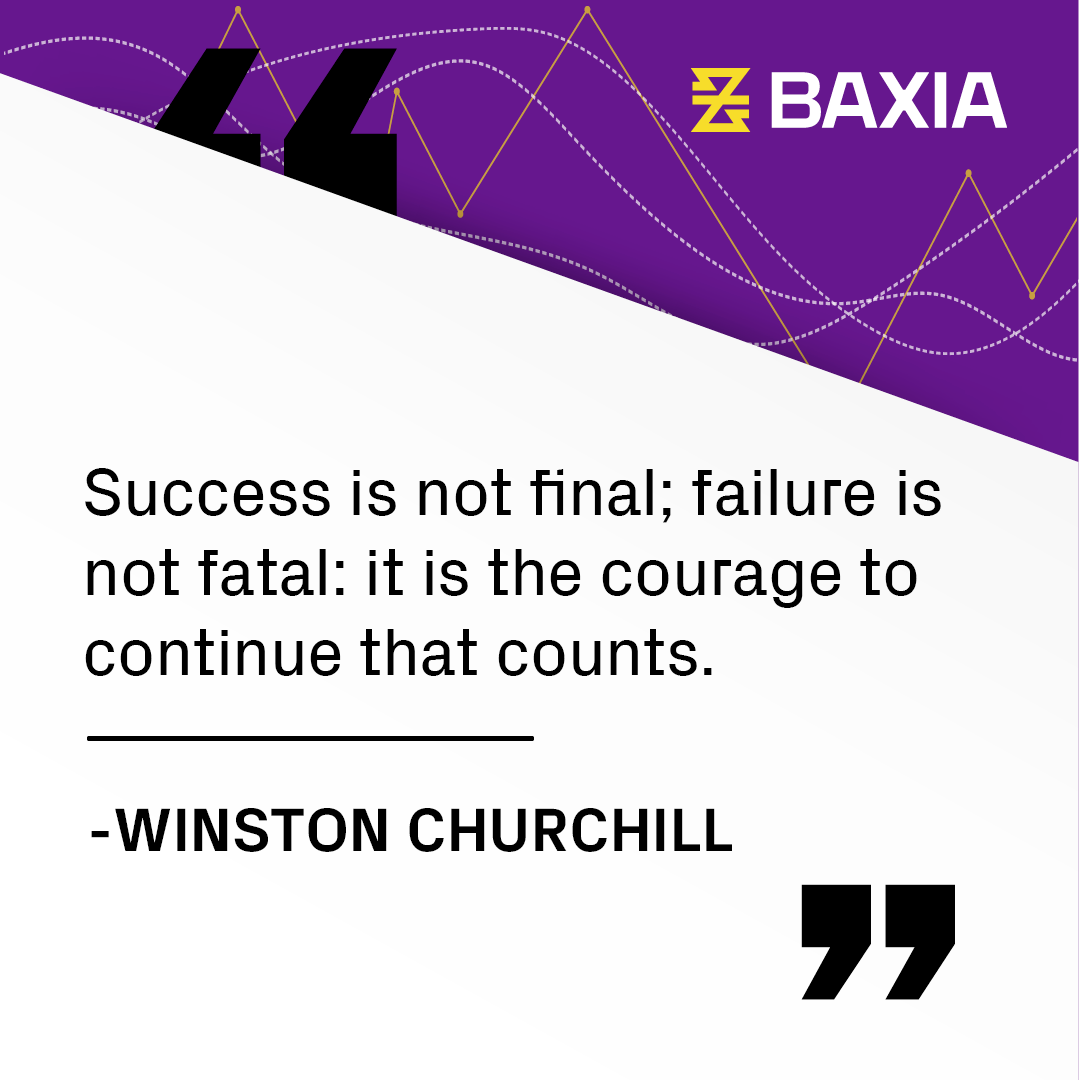 BAXIA
Success is not final; failure is
not fatal: it is the courage to
continue that counts.
-WINSTON CHURCHILL